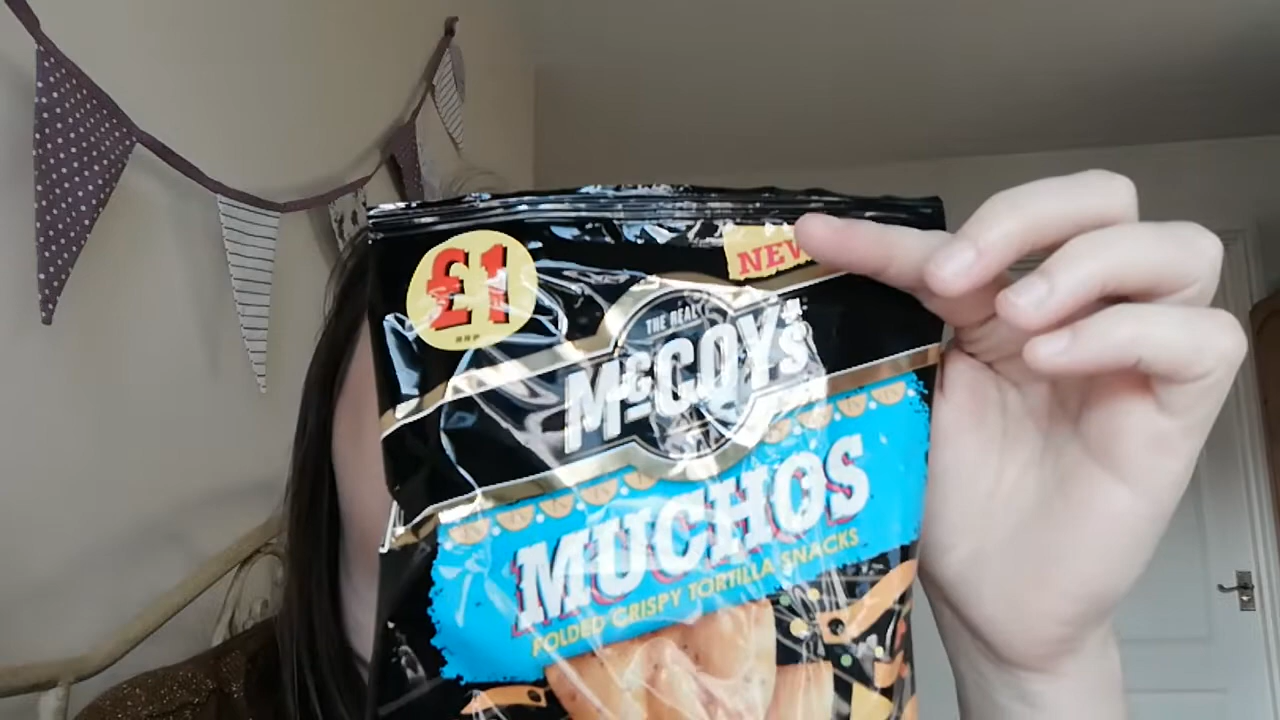 £1
RRP
NEW
THE REAL
McCOY's
MUCHOS
FOLDED CRISPY TORTILLA SNACKS